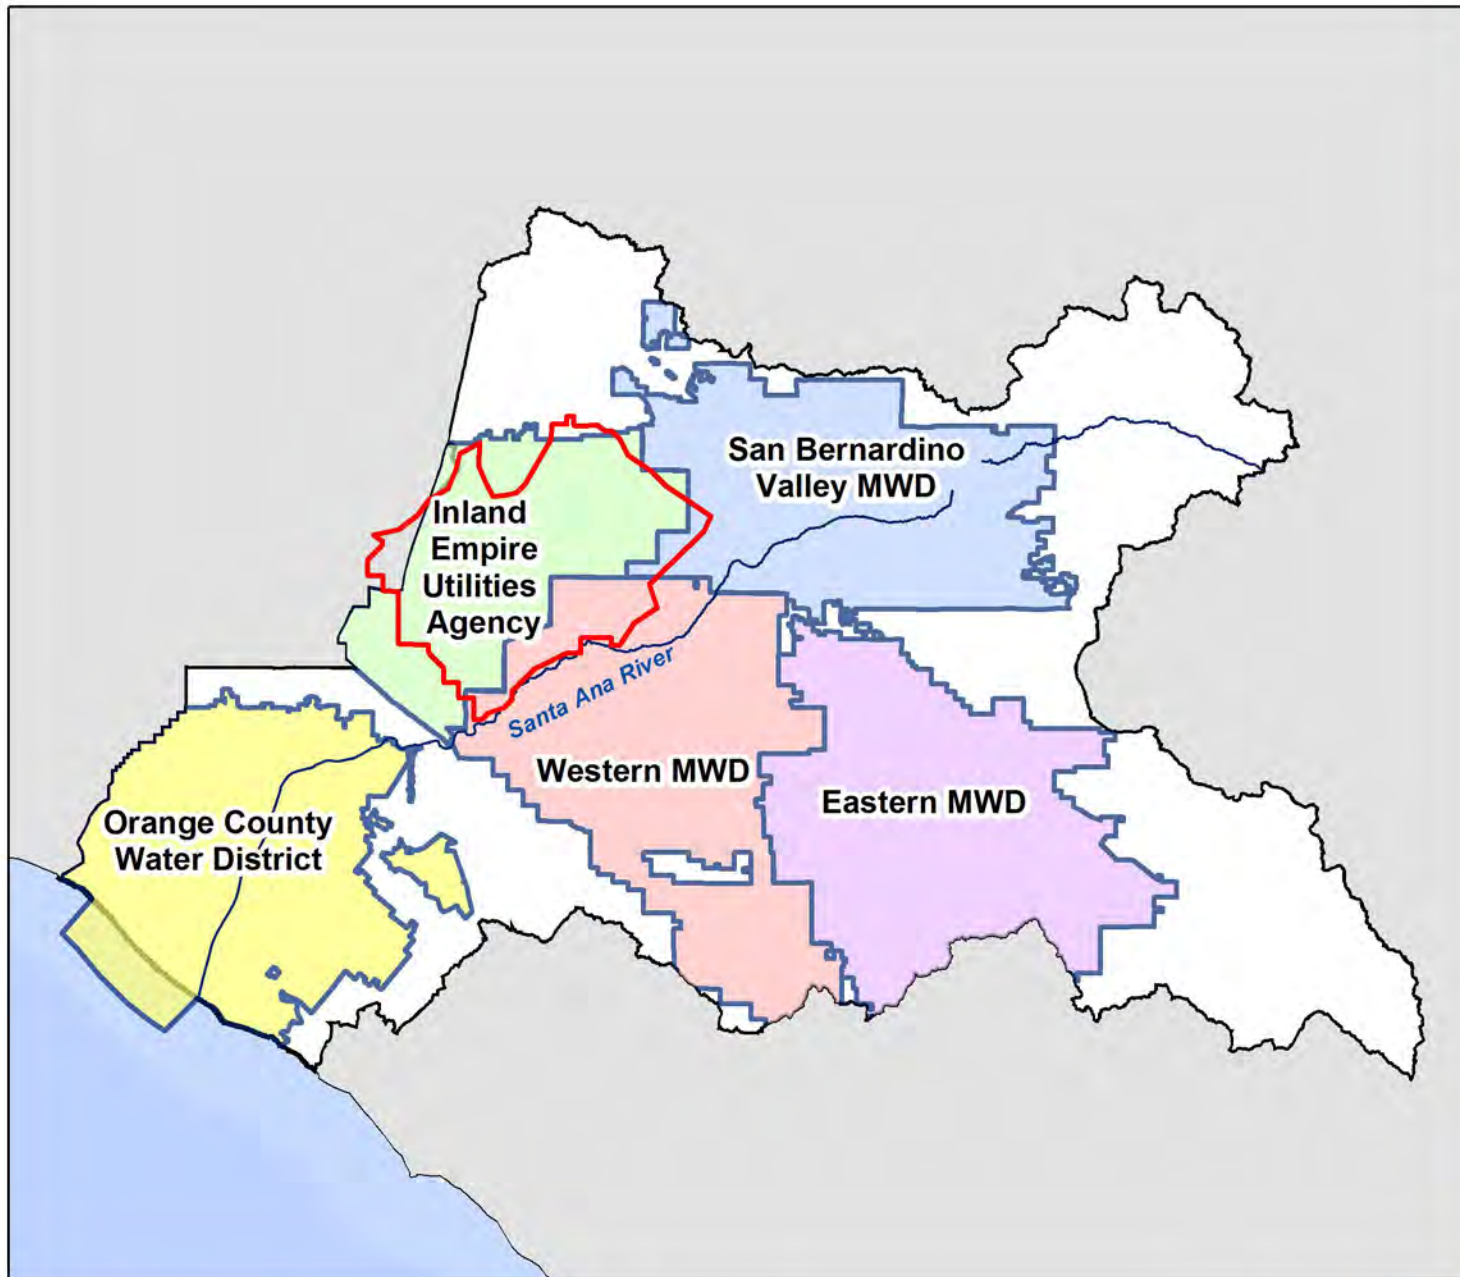 San Bernardino
Valley MWD
Inland
Empire
Utilities
Agency
Santa Ana River
Western MWD
Eastern MWD
Orange County
Water District